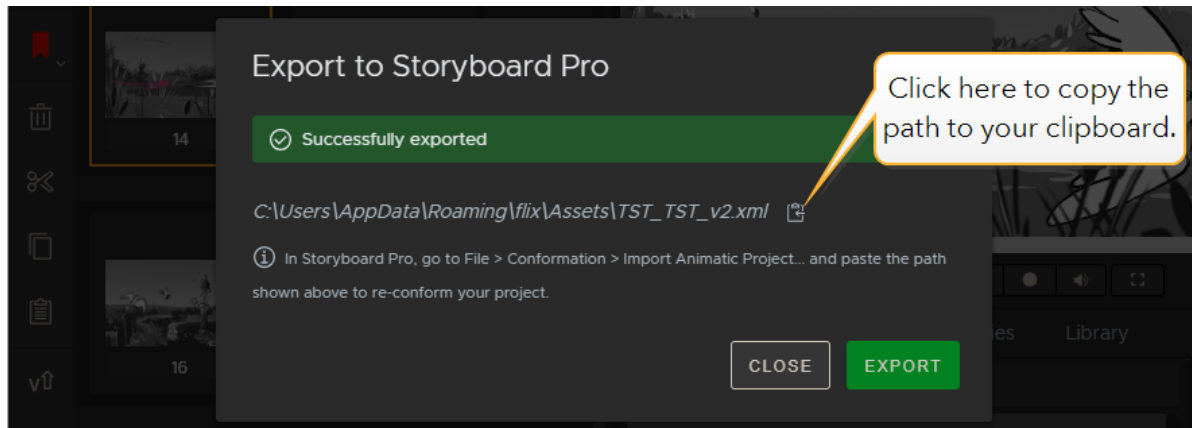 Export to Storyboard Pro
Click here to copy the
path to your clipboard.
14
Successfully exported
C:\Users\AppData\Roaming\flix\Assets\TST_TST_v2.xml
In Storyboard Pro, go to File > Conformation > Import Animatic Project... and paste the path
shown above to re-conform your project.
Library
16
CLOSE
EXPORT
V